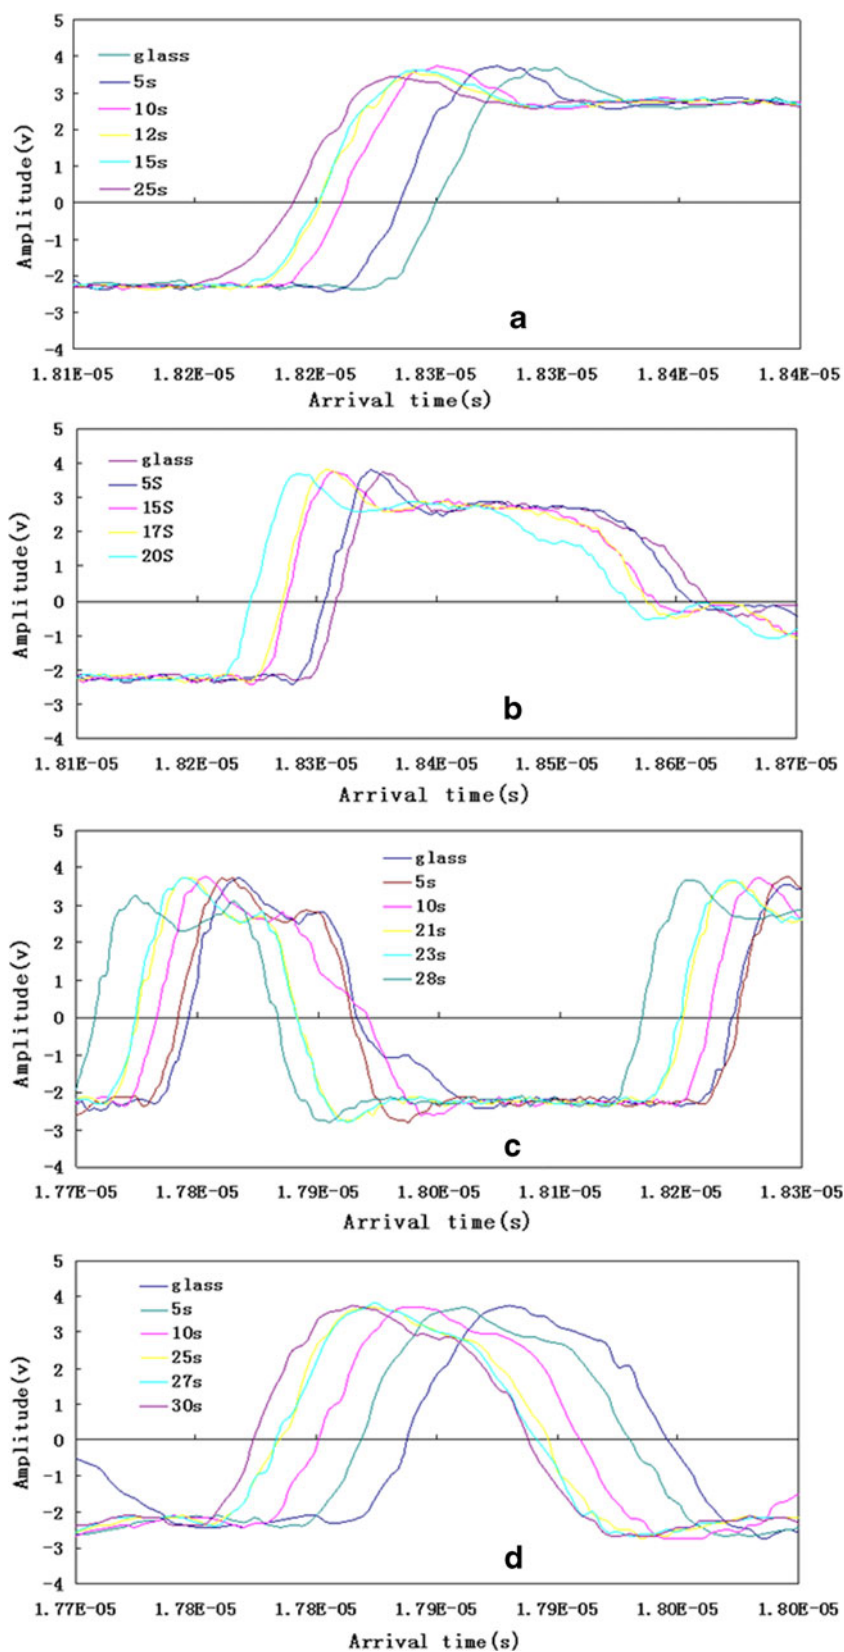 5
4
3
2
1
0
-1
-2
-3
-4
Amplitude(v)
glass
5s
10s
12s
15s
25s
a
1.81E-05 1.82E-05 1.82E-05 1.83E-05 1.83E-05 1.84E-05 1.84E-05
Arrival time(s)
5
4
3
2
1
0
-1
-2
-3
-4
Amplitude(v)
glass
5S
15S
17S
20S
b
1.81E-05 1.82E-05 1.83E-05 1.84E-05 1.85E-05 1.86E-05 1.87E-05
Arrival time(s)
5
4
3
2
1
0
-1
-2
-3
-4
Amplitude(v)
glass
5s
10s
21s
23s
28s
c
1.77E-05 1.78E-05 1.79E-05 1.80E-05 1.81E-05 1.82E-05 1.83E-05
Arrival time(s)
5
4
3
2
1
0
-1
-2
-3
-4
Amplitude(v)
glass
5s
10s
25s
27s
30s
d
1.77E-05 1.78E-05 1.78E-05 1.79E-05 1.79E-05 1.80E-05 1.80E-05
Arrival time(s)